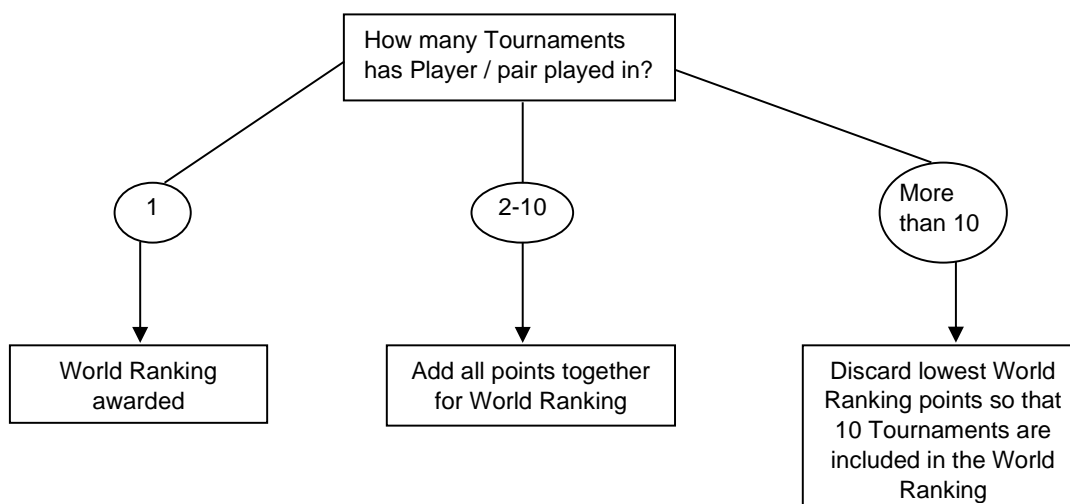 How many Tournaments
has Player / pair played in?
1
2-10
More
than 10
World Ranking
awarded
Add all points together
for World Ranking
Discard lowest World
Ranking points so that
10 Tournaments are
included in the World
Ranking